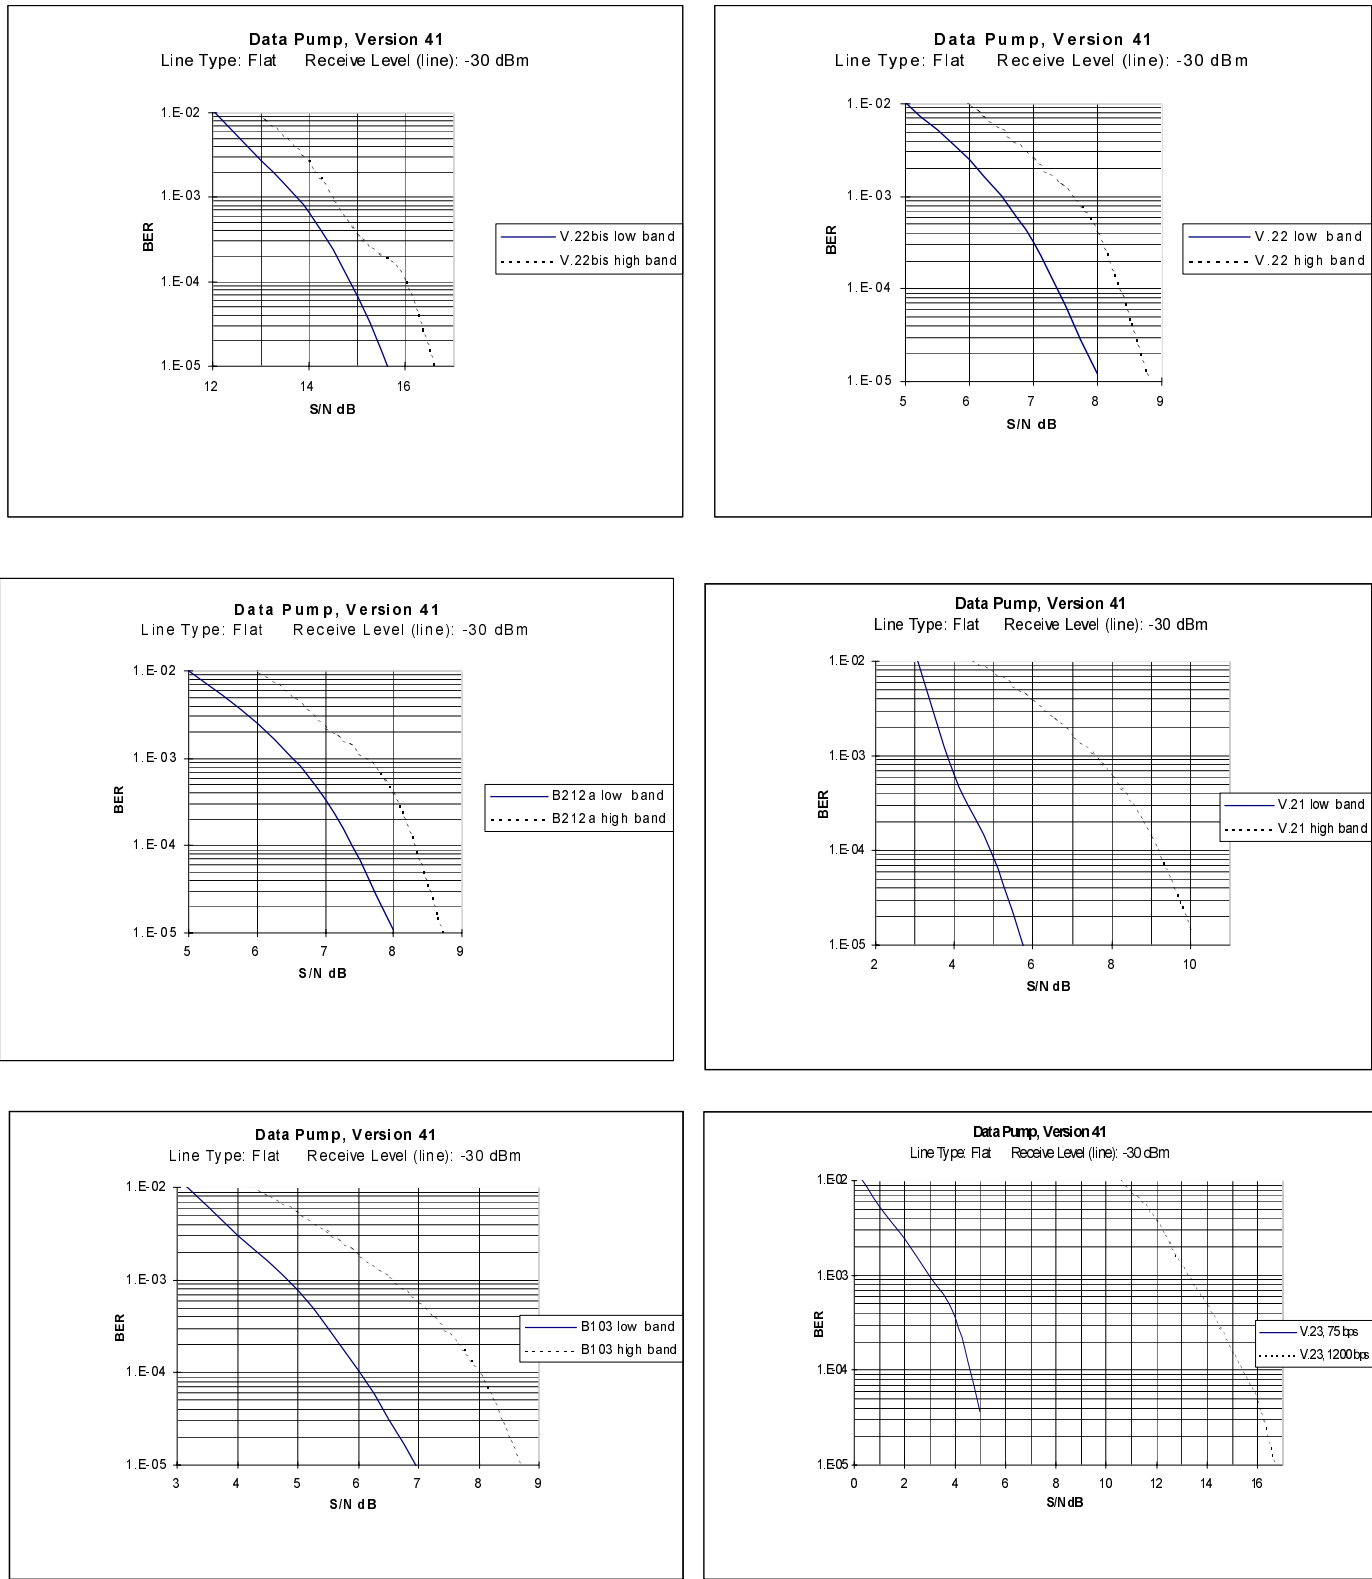 Data Pump, Version 41
Line Type: Flat Receive Level (line): -30 dBm
1.E-02
1.E-03
1.E-04
1.E-05
BER
12 14 16
S/N dB
V.22bis low band
V.22bis high band
Data Pump, Version 41
Line Type: Flat Receive Level (line): -30 dBm
1.E-02
1.E-03
1.E-04
1.E-05
BER
5 6 7 8 9
S/N dB
V.22 low band
V.22 high band
Data Pump, Version 41
Line Type: Flat Receive Level (line): -30 dBm
1.E-02
1.E-03
1.E-04
1.E-05
BER
5 6 7 8 9
S/N dB
B212a low band
B212a high band
Data Pump, Version 41
Line Type: Flat Receive Level (line): -30 dBm
1.E-02
1.E-03
1.E-04
1.E-05
BER
2 4 6 8 10
S/N dB
V.21 low band
V.21 high band
Data Pump, Version 41
Line Type: Flat Receive Level (line): -30 dBm
1.E-02
1.E-03
1.E-04
1.E-05
BER
3 4 5 6 7 8 9
S/N dB
B103 low band
B103 high band
Data Pump, Version 41
Line Type: Flat Receive Level (line): -30 dBm
1.E-02
1.E-03
1.E-04
1.E-05
BER
0 2 4 6 8 10 12 14 16
S/N dB
V.23, 75 bps
V.23, 1200 bps